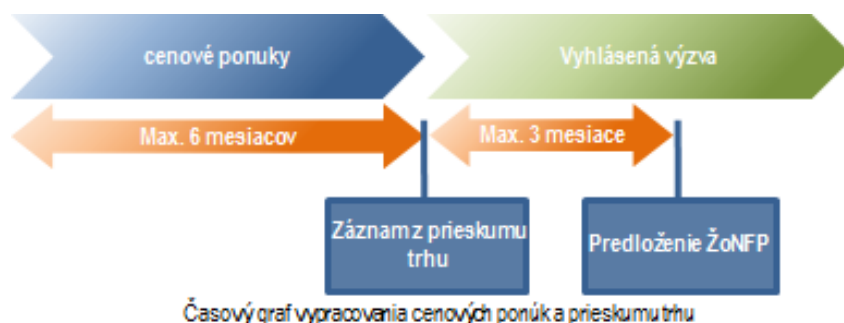 cenové ponuky
Vyhlásená výzva
Max. 6 mesiacov
Max. 3 mesiace
Záznam z prieskumu
trhu
Predloženie ŽoNFP
Časový graf vypracovania cenových ponúk a prieskumu trhu